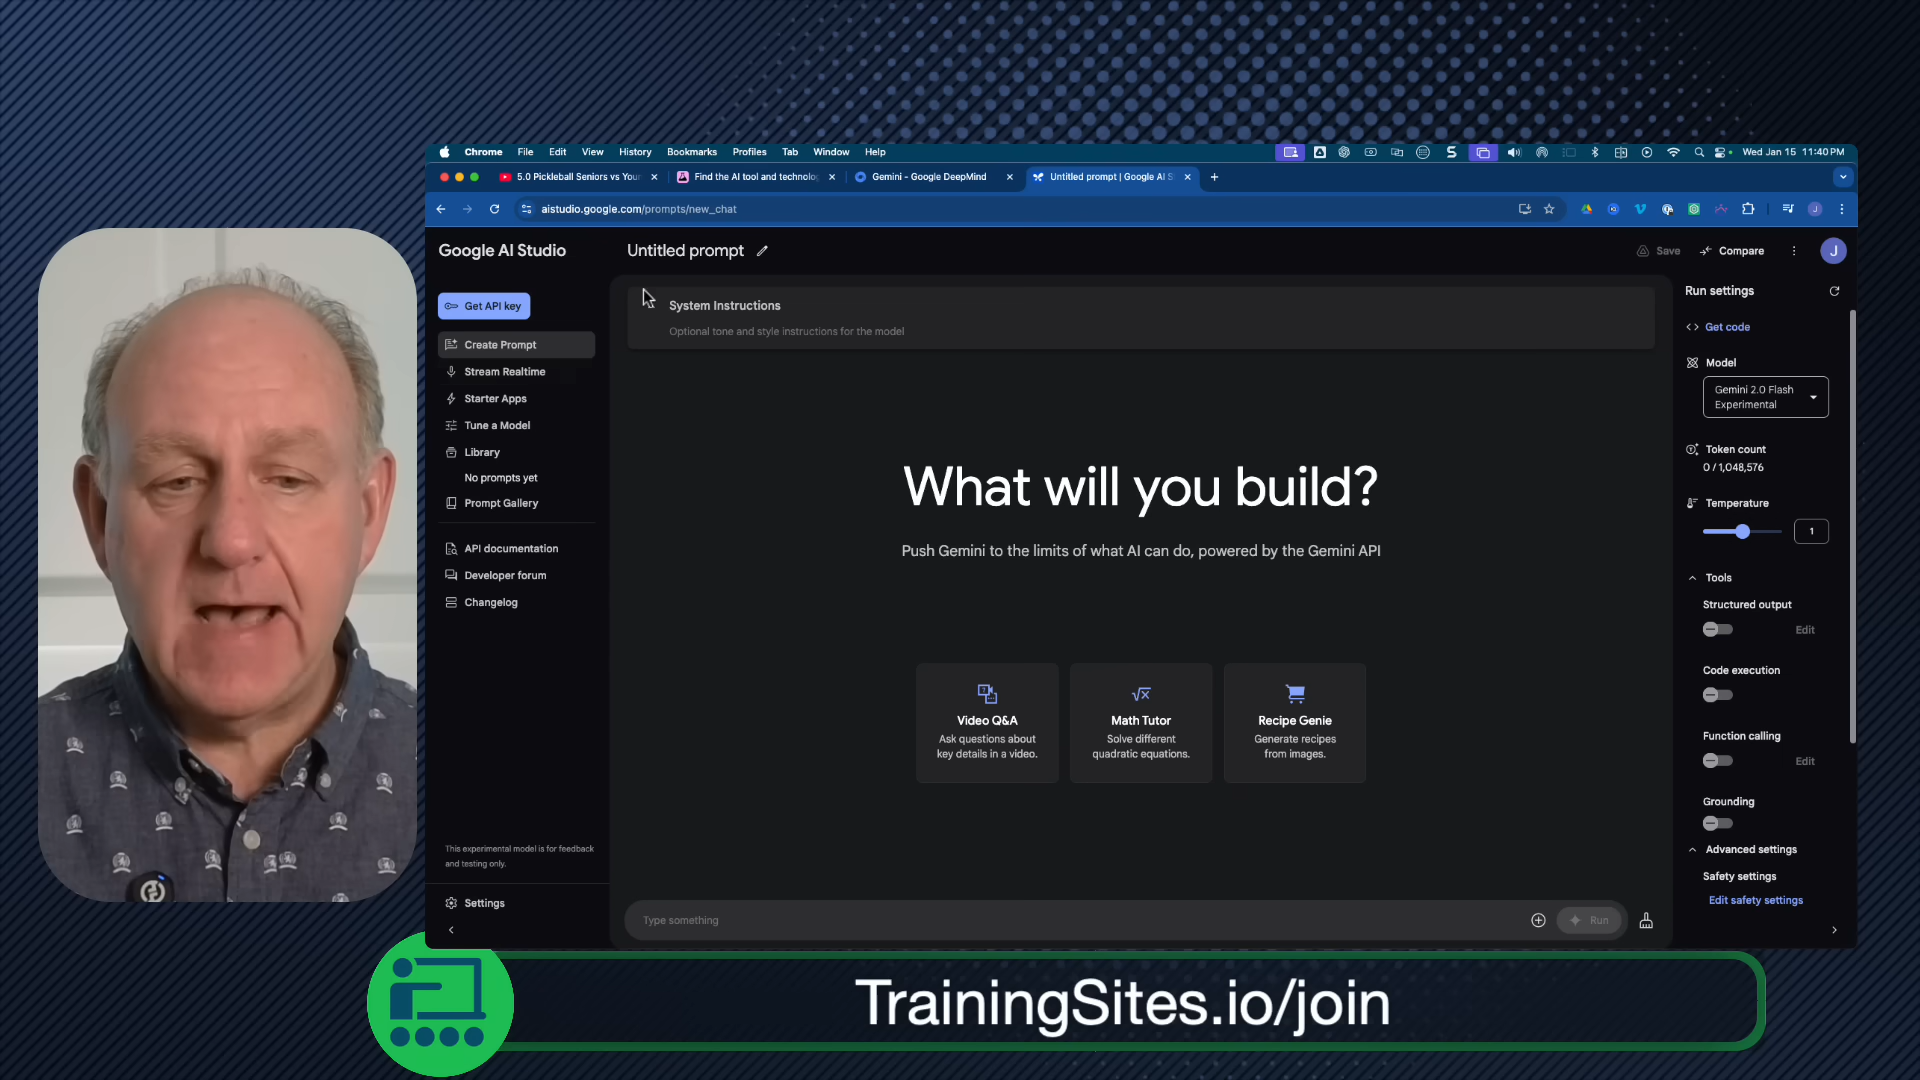 Chrome File Edit View History Bookmarks Profiles Tab Window Help
Wed Jan 15 11:40 PM
5.0 Pickleball Seniors vs Your
Find the AI tool and technolo
Gemini - Google DeepMind
Untitled prompt | Google AI S
aistudio.google.com/prompts/new_chat
Google AI Studio
Untitled prompt
Save
Compare
J
Get API key
Create Prompt
Stream Realtime
Starter Apps
Tune a Model
Library
No prompts yet
Prompt Gallery
API documentation
Developer forum
Changelog
This experimental model is for feedback
and testing only.
Settings
System Instructions
Optional tone and style instructions for the model
What will you build?
Push Gemini to the limits of what AI can do, powered by the Gemini API
Video Q&A
Ask questions about
key details in a video.
Math Tutor
Solve different
quadratic equations.
Recipe Genie
Generate recipes
from images.
Type something
Run
Run settings
Get code
Model
Gemini 2.0 Flash
Experimental
Token count
0 / 1,048,576
Temperature
1
Tools
Structured output
Edit
Code execution
Function calling
Edit
Grounding
Advanced settings
Safety settings
Edit safety settings
TrainingSites.io/join